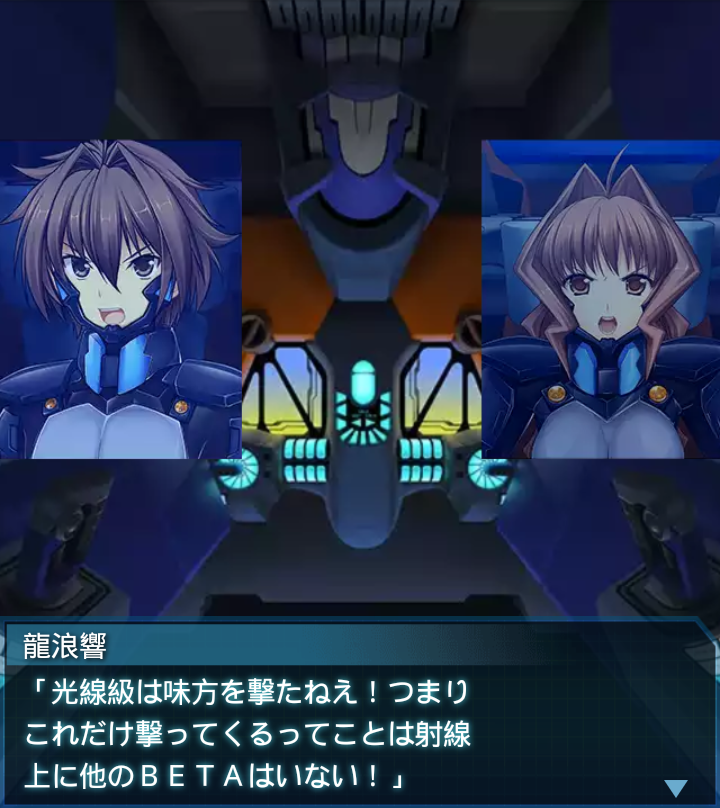 龍浪響
「光線級は味方を撃たねえ！つまり
これだけ撃ってくるってことは射線
上に他のＢＥＴＡはいない！」